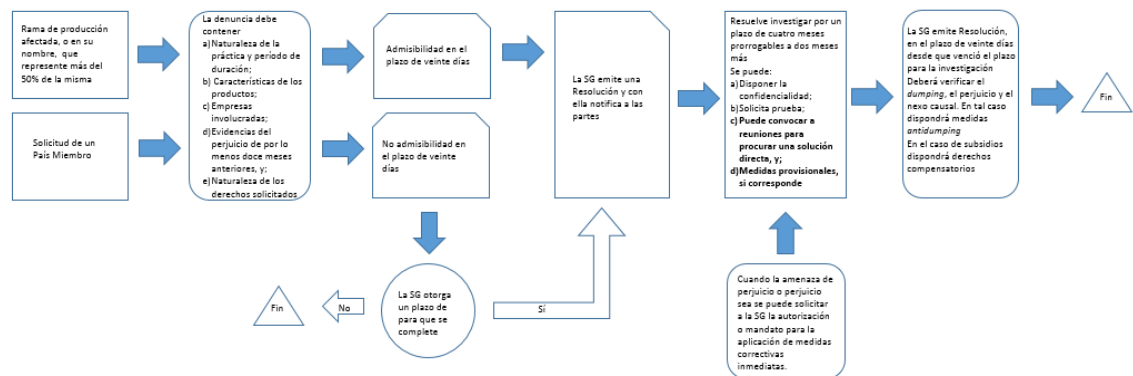 Rama de producción
afectada, o en su
nombre, que
represente más del
50% de la misma
Solicitud de un
País Miembro
La denuncia debe
contener
a) Naturaleza de la
práctica y período de
duración;
b) Características de los
productos;
c) Empresas
involucradas;
d) Evidencias del
perjuicio de por lo
menos doce meses
anteriores, y;
e) Naturaleza de los
derechos solicitados
Admisibilidad en el
plazo de veinte días
No admisibilidad en
el plazo de veinte
días
La SG otorga
un plazo de
para que se
complete
No
Fin
Sí
La SG emite una
Resolución y con
ella notifica a las
partes
Resuelve investigar por un
plazo de cuatro meses
prorrogables a dos meses
más
Se puede:
a) Disponer la
confidencialidad;
b) Solicita prueba;
c) Puede convocar a
reuniones para
procurar una solución
directa, y;
d) Medidas provisionales,
si corresponde
Cuando la amenaza de
perjuicio o perjuicio
sea se puede solicitar
a la SG la autorización
o mandato para la
aplicación de medidas
correctivas
inmediatas.
La SG emite Resolución,
en el plazo de veinte días
desde que venció el plazo
para la investigación
Deberá verificar el
dumping, el perjuicio y el
nexo causal. En tal caso
dispondrá medidas
antidumping
En el caso de subsidios
dispondrá derechos
compensatorios
Fin